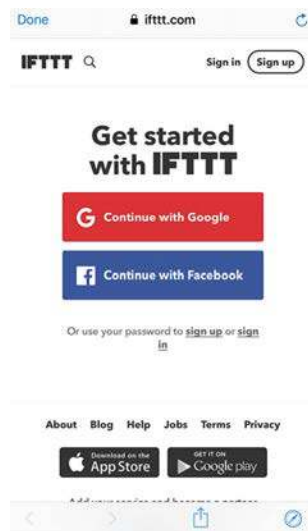 Done ifttt.com
IFTTT Sign in Sign up
Get started
with IFTTT
G Continue with Google
f Continue with Facebook
Or use your password to sign up or sign
in
About Blog Help Jobs Terms Privacy
Download on the
App Store
GET IT ON
Google play